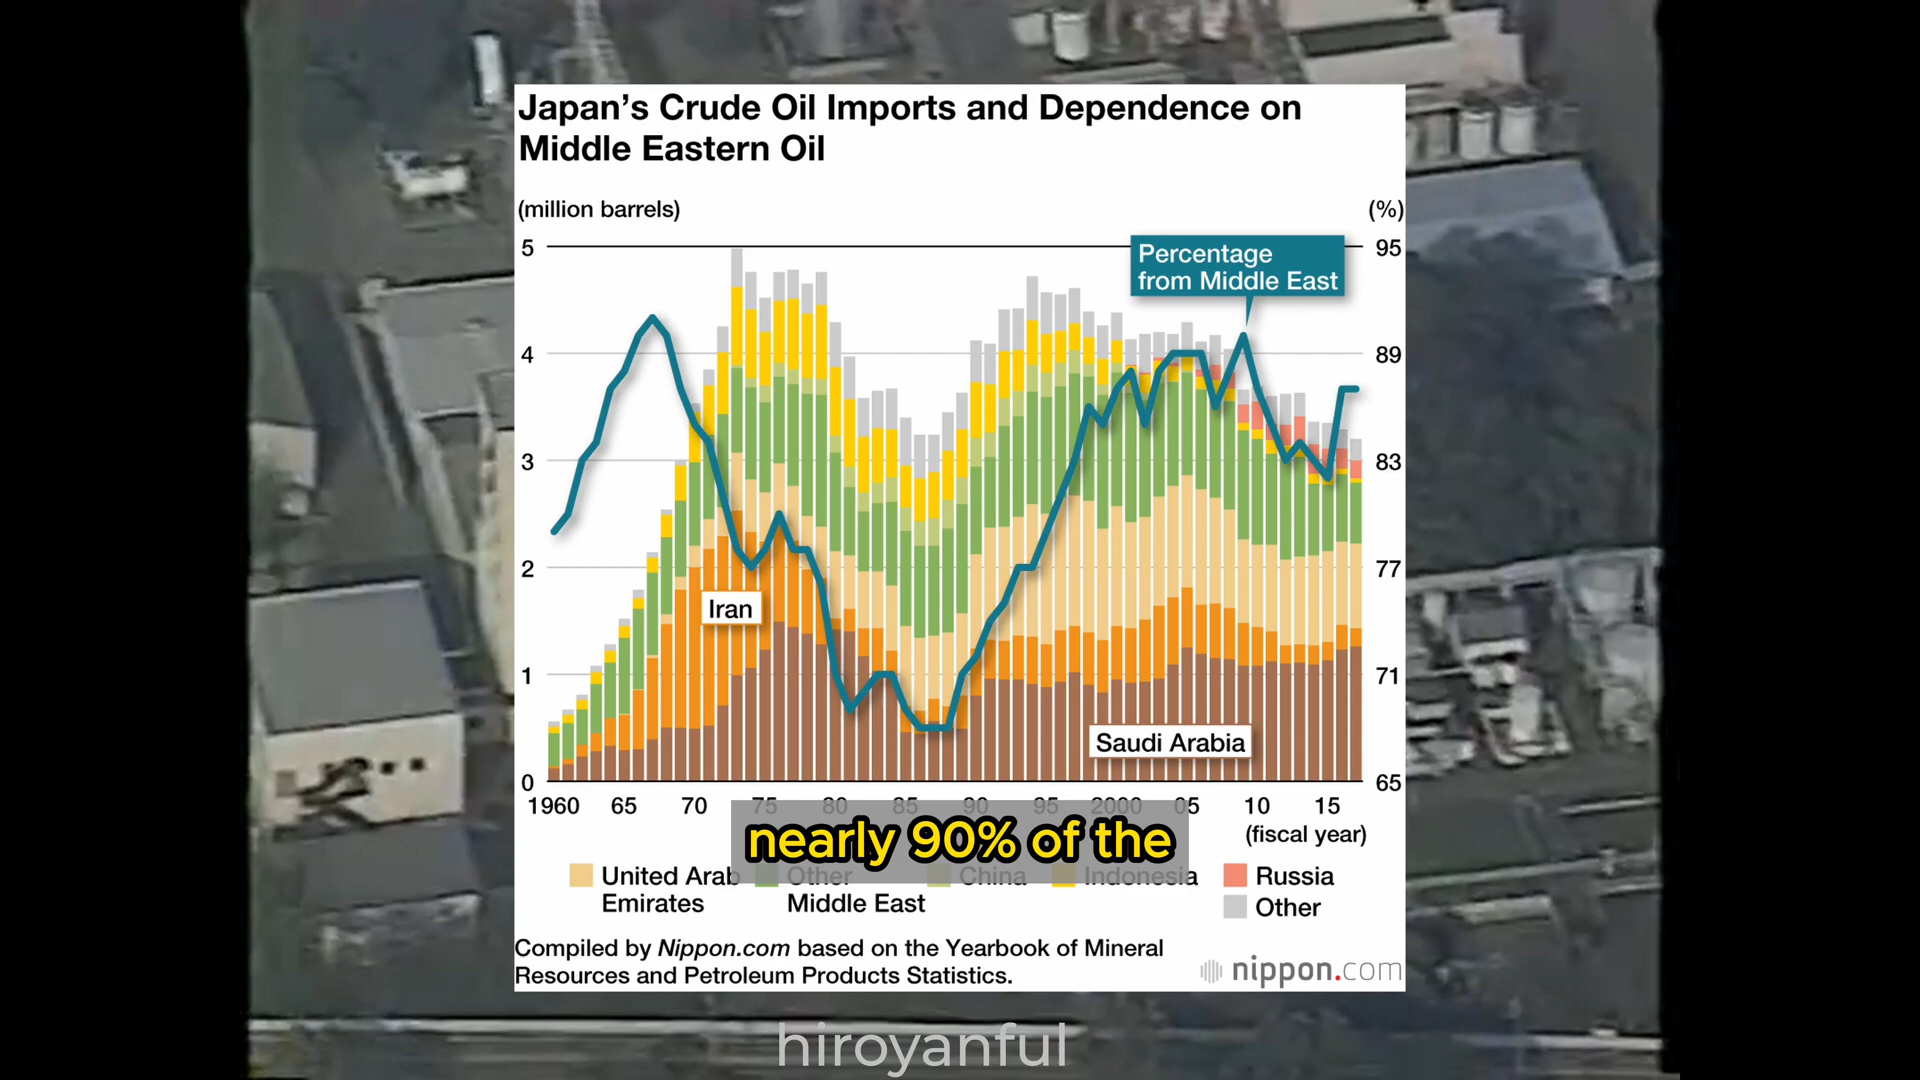 Japan's Crude Oil Imports and Dependence on
Middle Eastern Oil
(million barrels)
(%)
5
95
Percentage
from Middle East
4
89
3
83
2
77
Iran
1
71
Saudi Arabia
0
65
1960 65 70 75 80 85 90 95 2000 05 10 15
(fiscal year)
nearly 90% of the
United Arab
Emirates
Other
Middle East
China
Indonesia
Russia
Other
Compiled by Nippon.com based on the Yearbook of Mineral
Resources and Petroleum Products Statistics.
nippon.com
hiroyanful